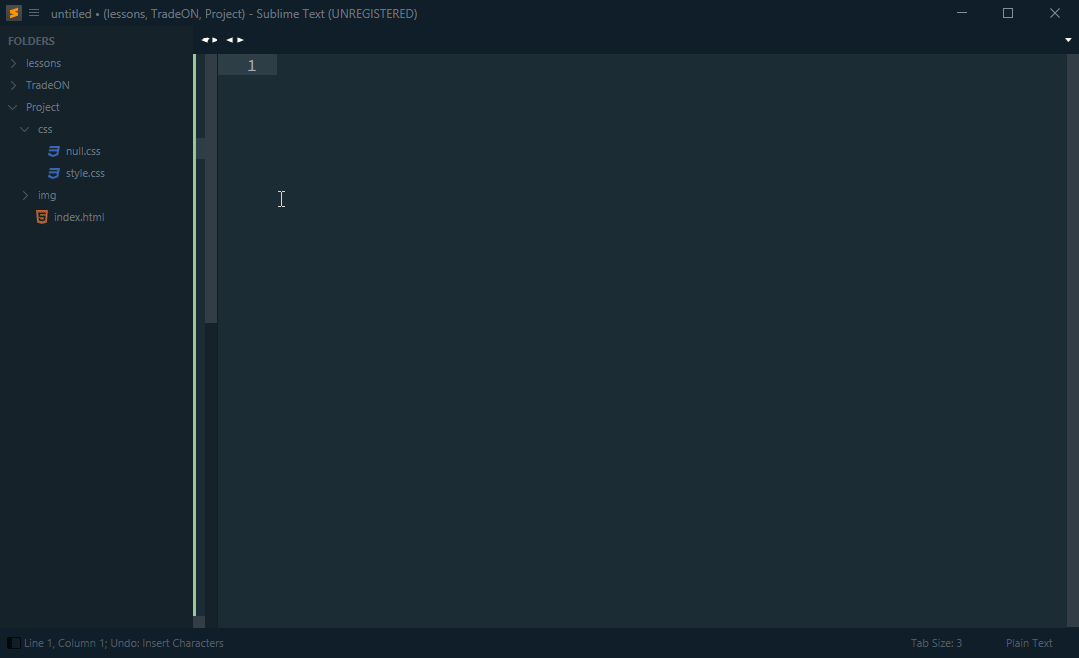 untitled • (lessons, TradeON, Project) - Sublime Text (UNREGISTERED)
FOLDERS
lessons
TradeON
Project
css
null.css
style.css
img
index.html
1
Line 1, Column 1; Undo: Insert Characters
Tab Size: 3
Plain Text